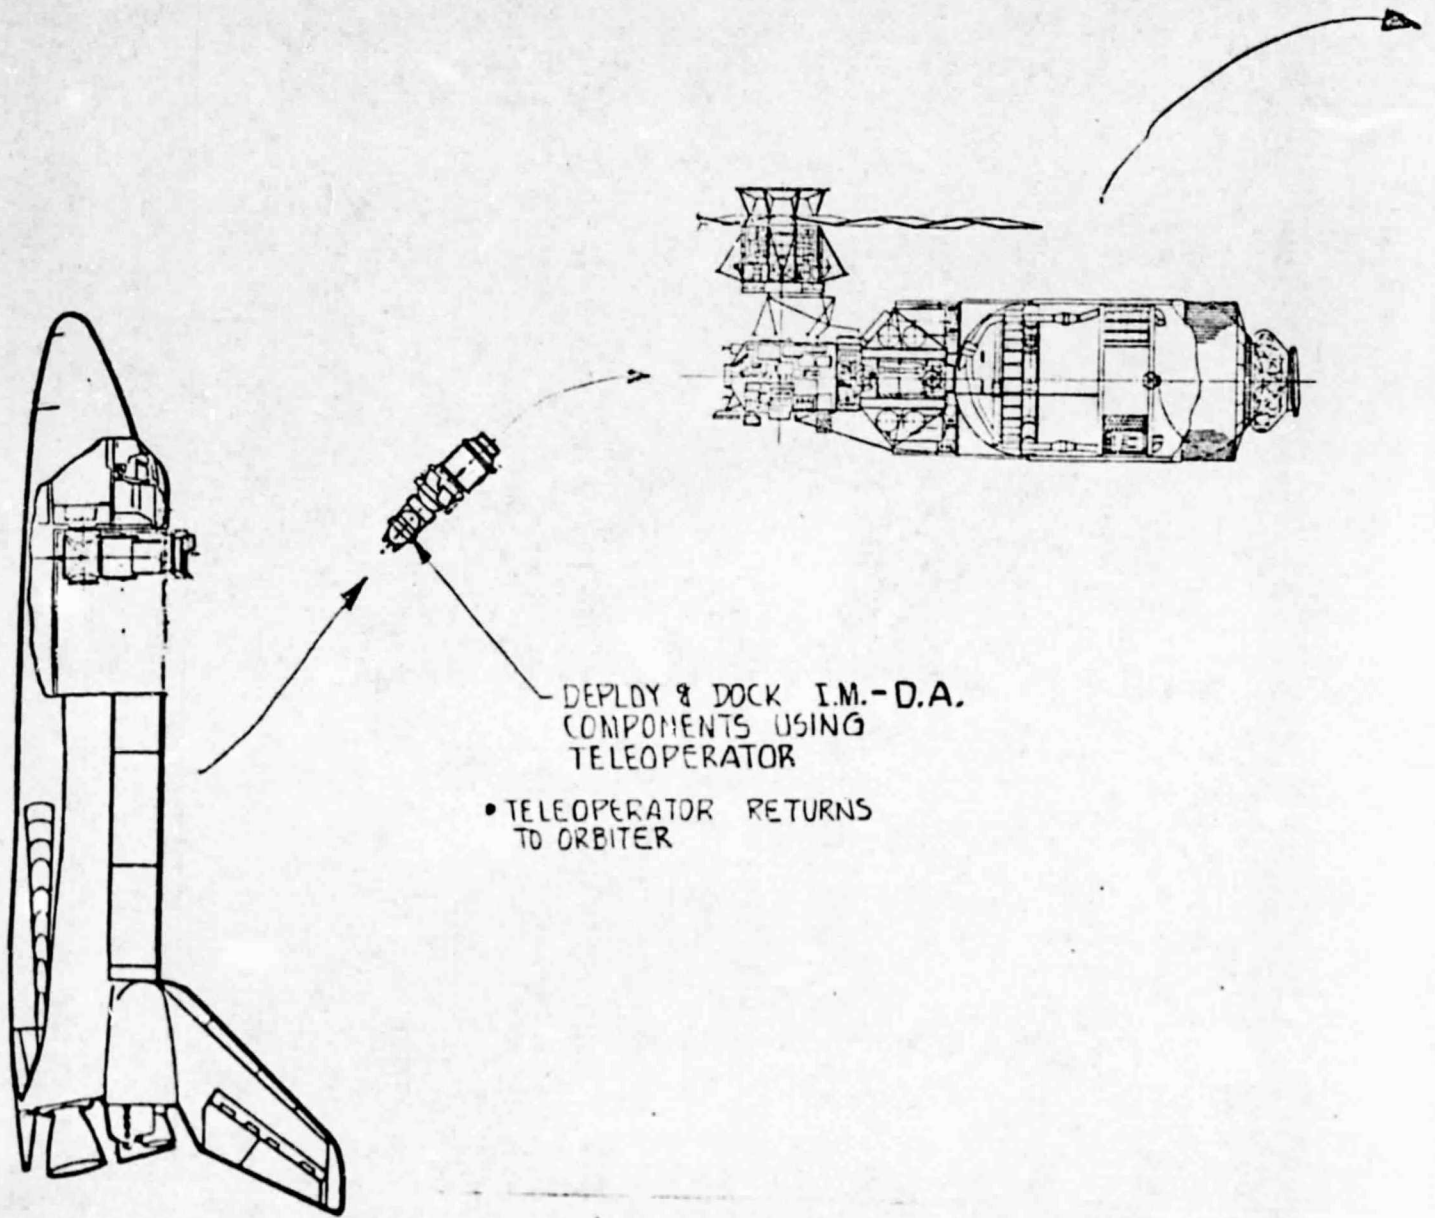 DEPLOY & DOCK I.M.-D.A.
COMPONENTS USING
TELEOPERATOR
• TELEOPERATOR RETURNS
TO ORBITER